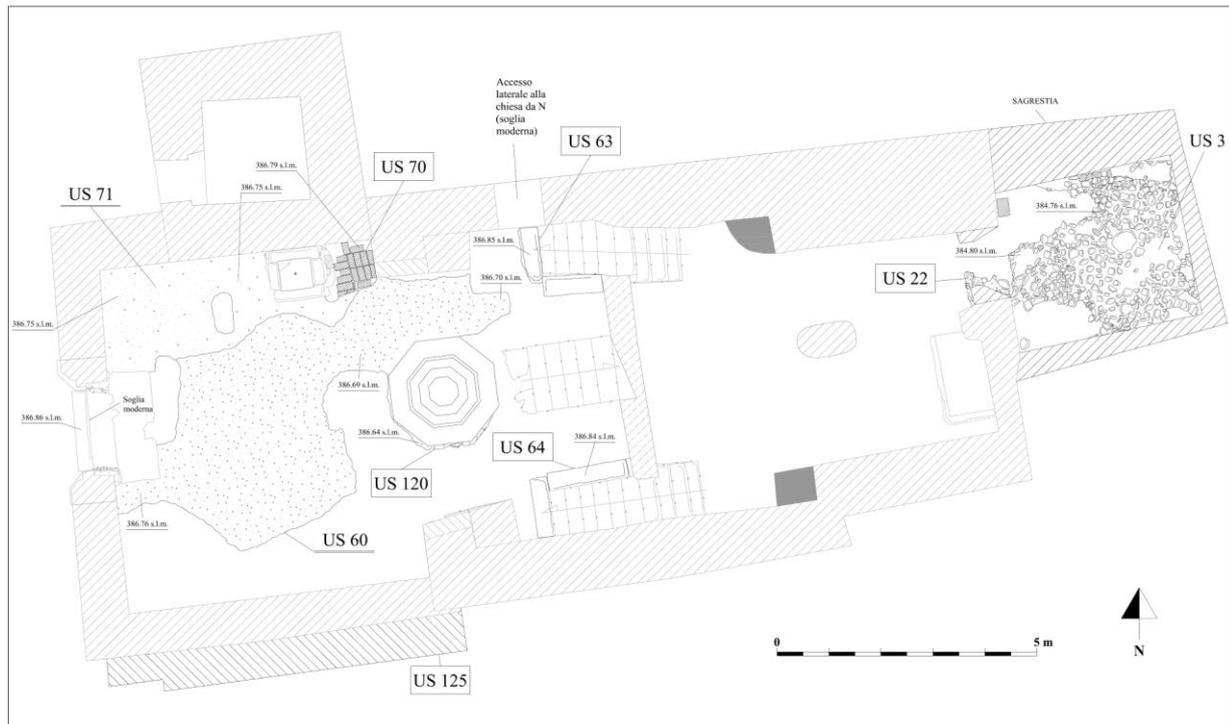 Accesso
laterale alla
chiesa da N
(soglia
moderna)
SAGRESTIA
US 63
US 3
386.79 s.l.m.
US 70
386.75 s.l.m.
US 71
384.76 s.l.m.
386.85 s.l.m.
384.80 s.l.m.
386.70 s.l.m.
US 22
386.75 s.l.m.
386.69 s.l.m.
Soglia
moderna
386.86 s.l.m.
386.64 s.l.m.
US 64
386.84 s.l.m.
US 120
386.76 s.l.m.
US 60
0
5 m
N
US 125